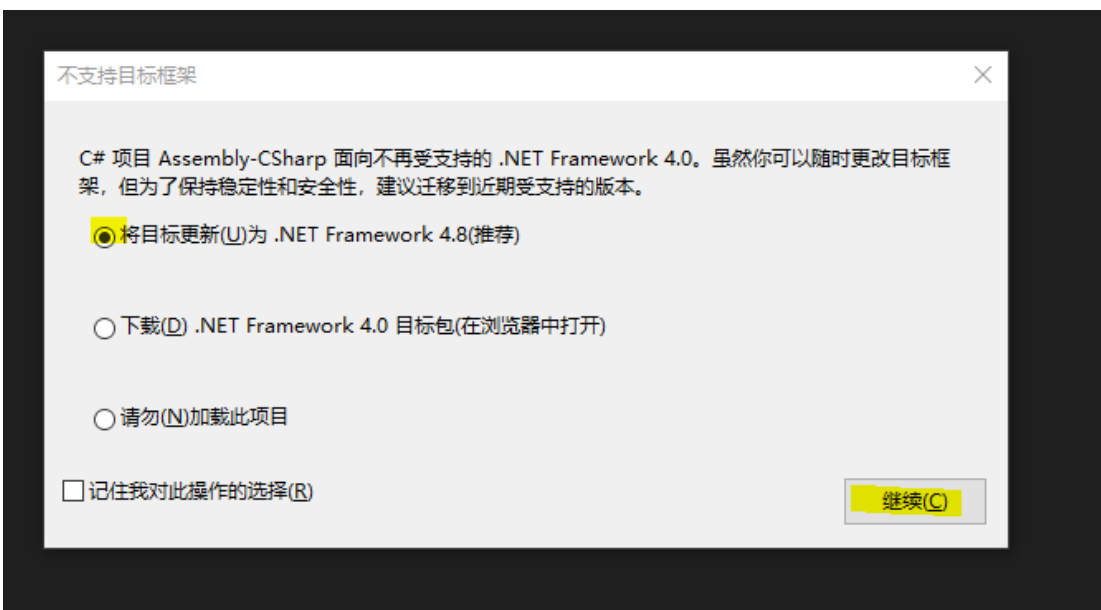 不支持目标框架
C# 项目 Assembly-CSharp 面向不再受支持的 .NET Framework 4.0。虽然你可以随时更改目标框
架，但为了保持稳定性和安全性，建议迁移到近期受支持的版本。
将目标更新(U)为 .NET Framework 4.8(推荐)
下载(D) .NET Framework 4.0 目标包(在浏览器中打开)
请勿(N)加载此项目
记住我对此操作的选择(R)
继续(C)